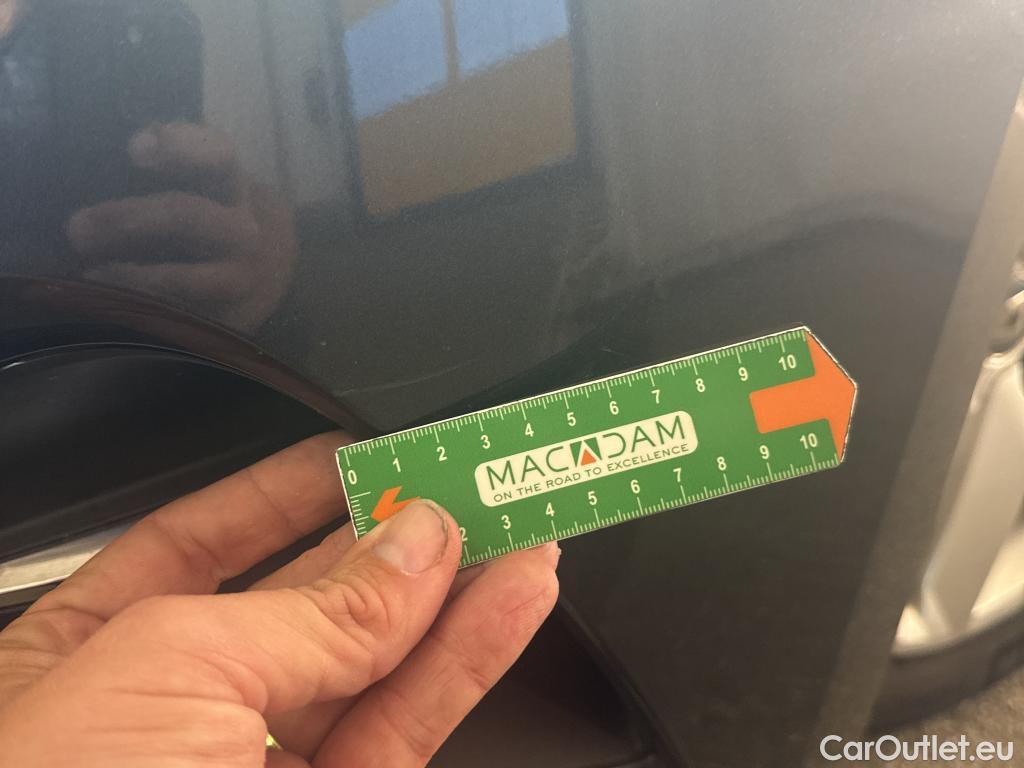 0 1 2 3 4 5 6 7 8 9 10
MACADAM
ON THE ROAD TO EXCELLENCE
2 3 4 5 6 7 8 9 10
CarOutlet.eu